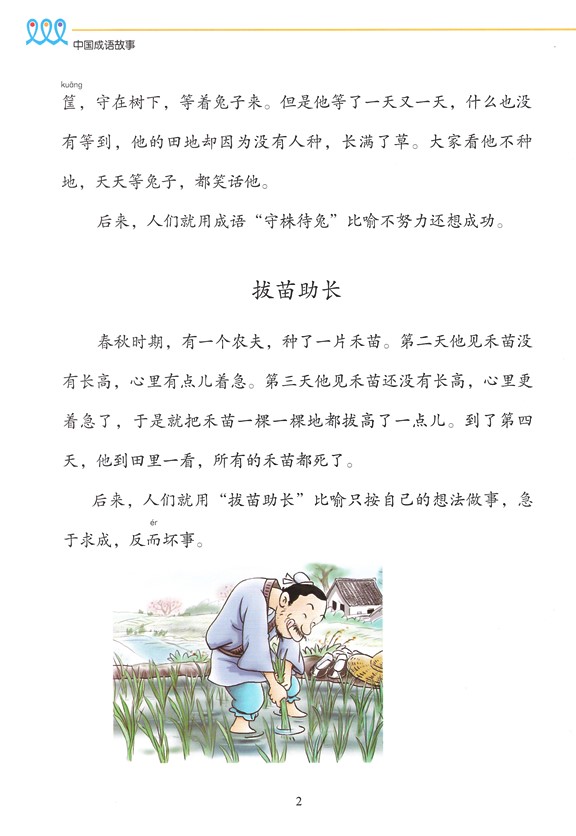 中国成语故事
kuāng
筐，守在树下，等着兔子来。但是他等了一天又一天，什么也没
有等到，他的田地却因为没有人种，长满了草。大家看他不种
地，天天等兔子，都笑话他。
后来，人们就用成语“守株待兔”比喻不努力还想成功。
拔苗助长
春秋时期，有一个农夫，种了一片禾苗。第二天他见禾苗没
有长高，心里有点儿着急。第三天他见禾苗还没有长高，心里更
着急了，于是就把禾苗一棵一棵地都拔高了一点儿。到了第四
天，他到田里一看，所有的禾苗都死了。
后来，人们就用“拔苗助长”比喻只按自己的想法做事，急
ér
于求成，反而坏事。
2